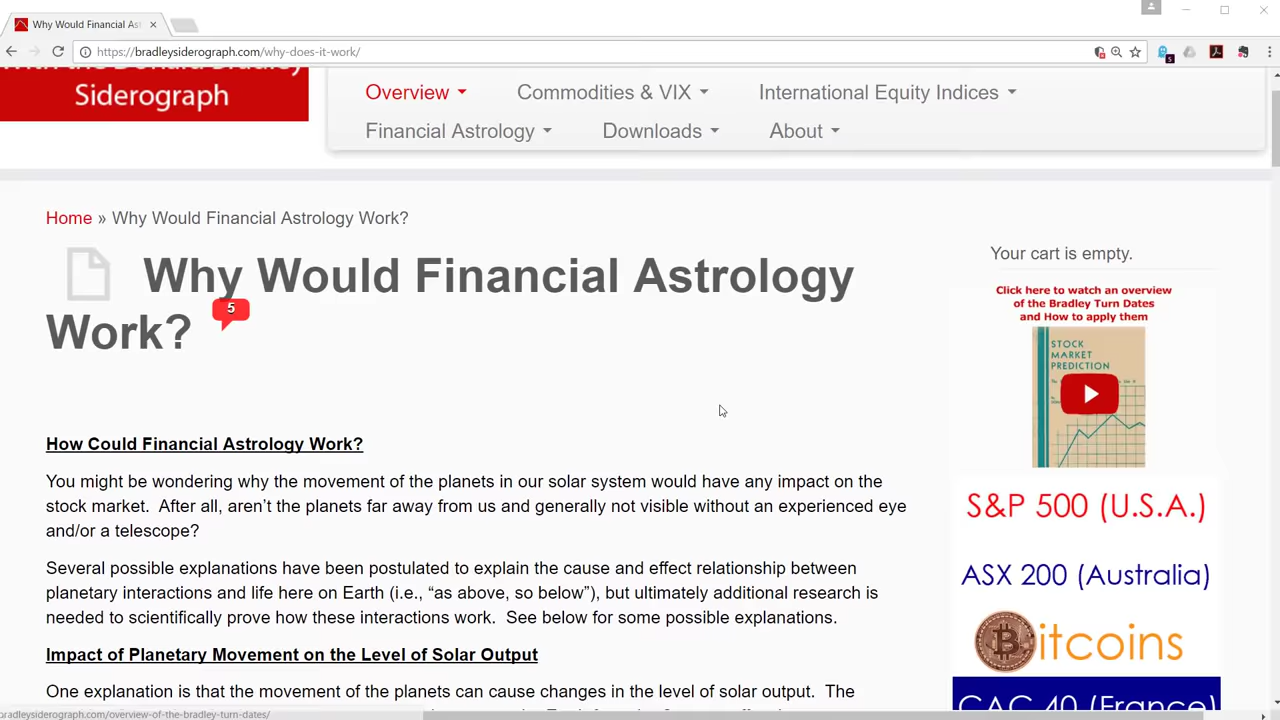 Why Would Financial As
https://bradleysiderograph.com/why-does-it-work/
Siderograph
Overview
Commodities & VIX
International Equity Indices
Financial Astrology
Downloads
About
Home » Why Would Financial Astrology Work?
Why Would Financial Astrology
Work?
5
How Could Financial Astrology Work?
You might be wondering why the movement of the planets in our solar system would have any impact on the
stock market. After all, aren’t the planets far away from us and generally not visible without an experienced eye
and/or a telescope?
Several possible explanations have been postulated to explain the cause and effect relationship between
planetary interactions and life here on Earth (i.e., “as above, so below”), but ultimately additional research is
needed to scientifically prove how these interactions work. See below for some possible explanations.
Impact of Planetary Movement on the Level of Solar Output
One explanation is that the movement of the planets can cause changes in the level of solar output. The
Your cart is empty.
Click here to watch an overview
of the Bradley Turn Dates
and How to apply them
STOCK
MARKET
PREDICTION
S&P 500 (U.S.A.)
ASX 200 (Australia)
Bitcoins
CAC 40 (France)
radleysiderograph.com/overview-of-the-bradley-turn-dates/